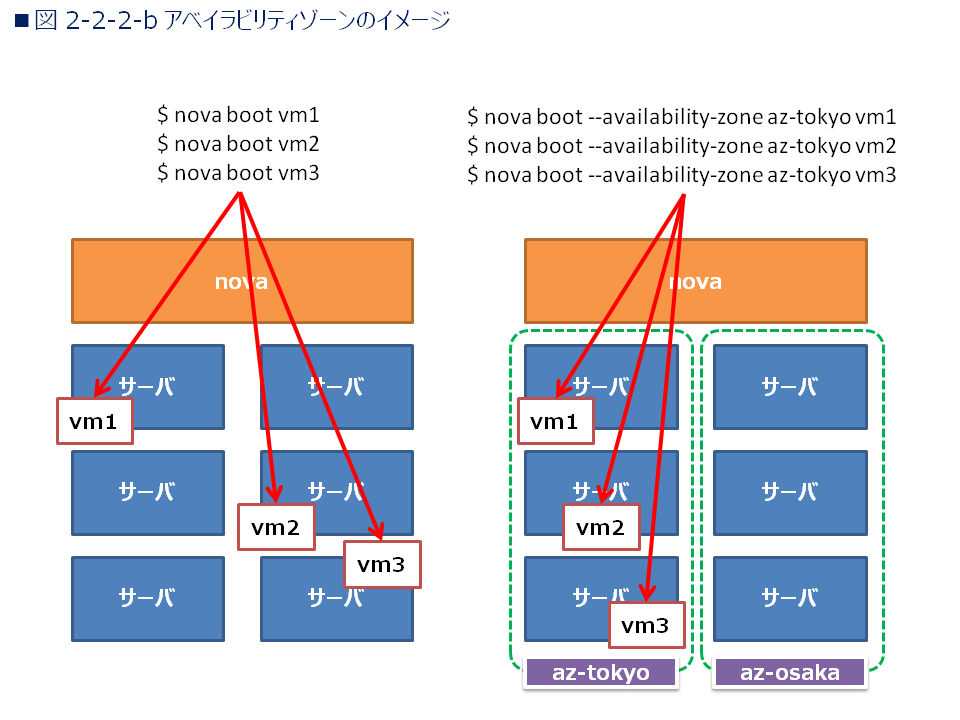 ■図 2-2-2-b アベイラビリティゾーンのイメージ
$ nova boot vm1
$ nova boot vm2
$ nova boot vm3
$ nova boot --availability-zone az-tokyo vm1
$ nova boot --availability-zone az-tokyo vm2
$ nova boot --availability-zone az-tokyo vm3
nova
サーバ
サーバ
vm1
サーバ
サーバ
vm2
vm3
サーバ
サーバ
nova
サーバ
サーバ
vm1
サーバ
サーバ
vm2
サーバ
サーバ
vm3
az-tokyo
az-osaka